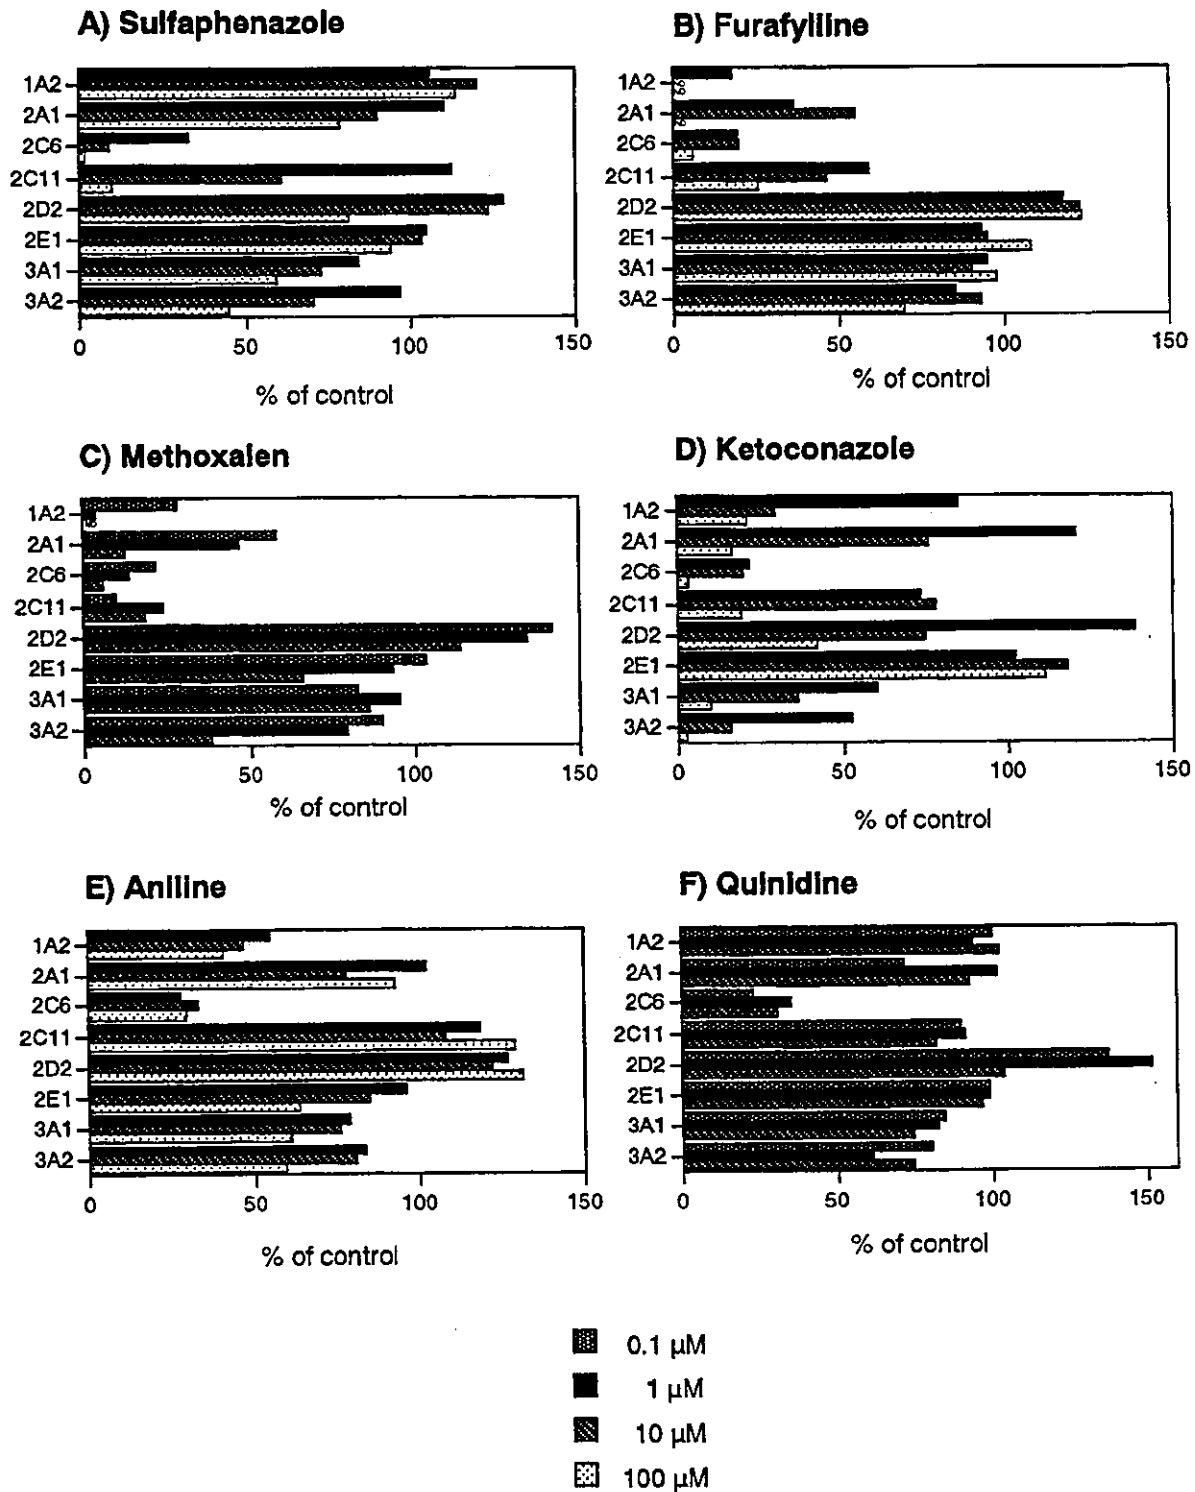 A) Sulfaphenazole
1A2
2A1
2C6
2C11
2D2
2E1
3A1
3A2
0 50 100 150
% of control
B) Furafylline
1A2
2A1
2C6
2C11
2D2
2E1
3A1
3A2
0 50 100 150
% of control
C) Methoxalen
1A2
2A1
2C6
2C11
2D2
2E1
3A1
3A2
0 50 100 150
% of control
D) Ketoconazole
1A2
2A1
2C6
2C11
2D2
2E1
3A1
3A2
0 50 100 150
% of control
E) Aniline
1A2
2A1
2C6
2C11
2D2
2E1
3A1
3A2
0 50 100 150
% of control
F) Quinidine
1A2
2A1
2C6
2C11
2D2
2E1
3A1
3A2
0 50 100 150
% of control
0.1 µM
1 µM
10 µM
100 µM